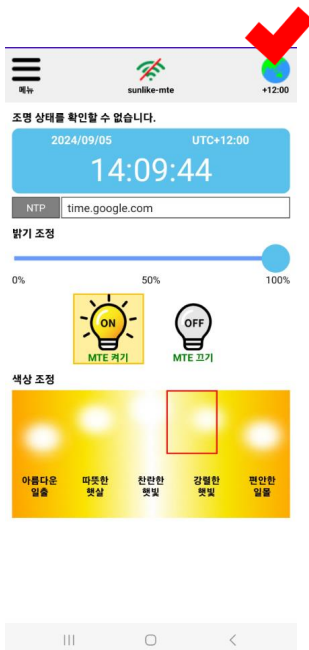 메뉴
sunlike-mte
+12:00
조명 상태를 확인할 수 없습니다.
2024/09/05 UTC+12:00
14:09:44
NTP time.google.com
밝기 조정
0% 50% 100%
ON OFF
MTE 켜기 MTE 끄기
색상 조정
아름다운 따뜻한 찬란한 강렬한 편안한
일출 햇살 햇빛 햇빛 일몰